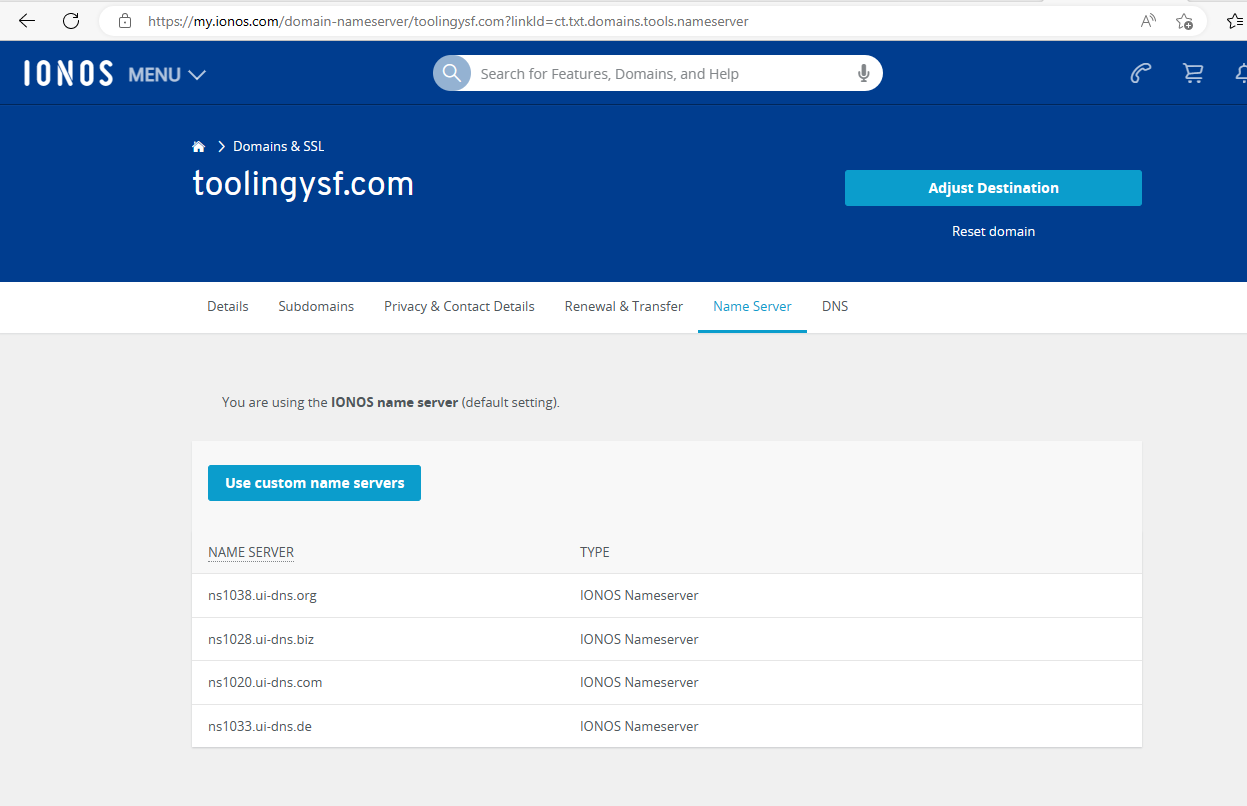 https://my.ionos.com/domain-nameserver/toolingysf.com?linkId=ct.txt.domains.tools.nameserver
IONOS MENU Search for Features, Domains, and Help
Domains & SSL
toolingysf.com
Adjust Destination
Reset domain
Details Subdomains Privacy & Contact Details Renewal & Transfer Name Server DNS
You are using the IONOS name server (default setting).
Use custom name servers
NAME SERVER TYPE
ns1038.ui-dns.org IONOS Nameserver
ns1028.ui-dns.biz IONOS Nameserver
ns1020.ui-dns.com IONOS Nameserver
ns1033.ui-dns.de IONOS Nameserver